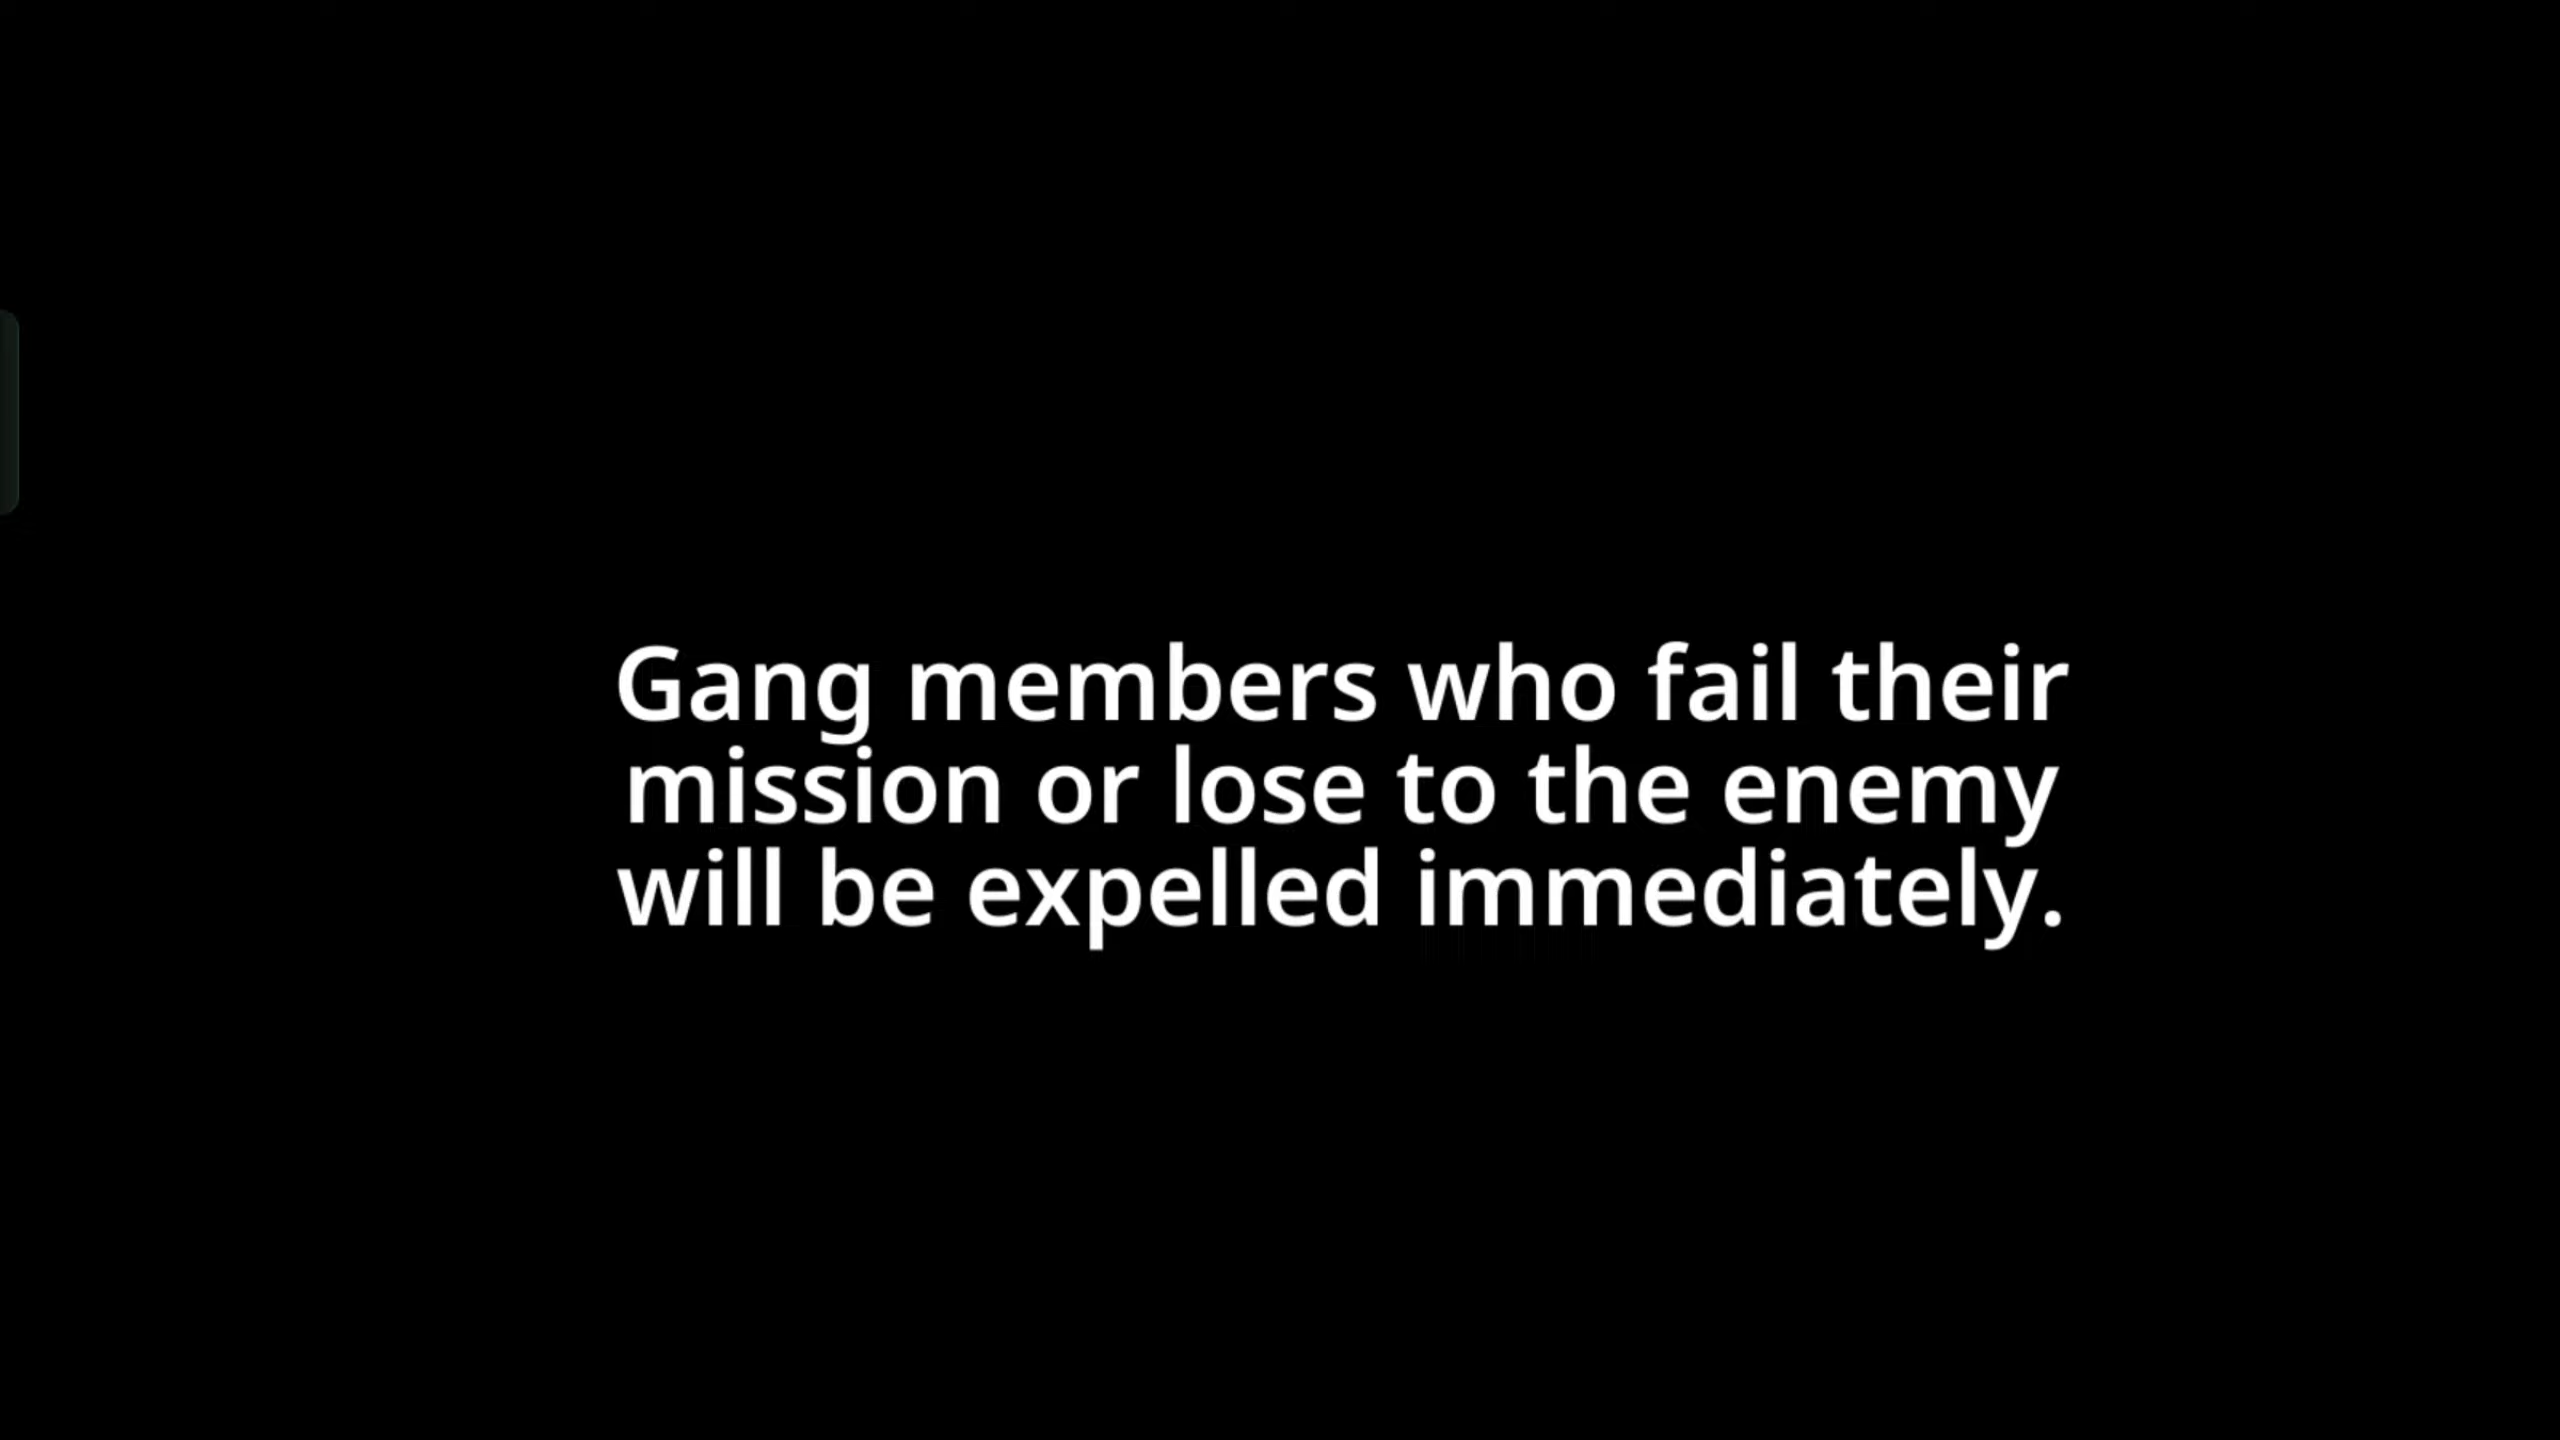 Gang members who fail their
mission or lose to the enemy
will be expelled immediately.